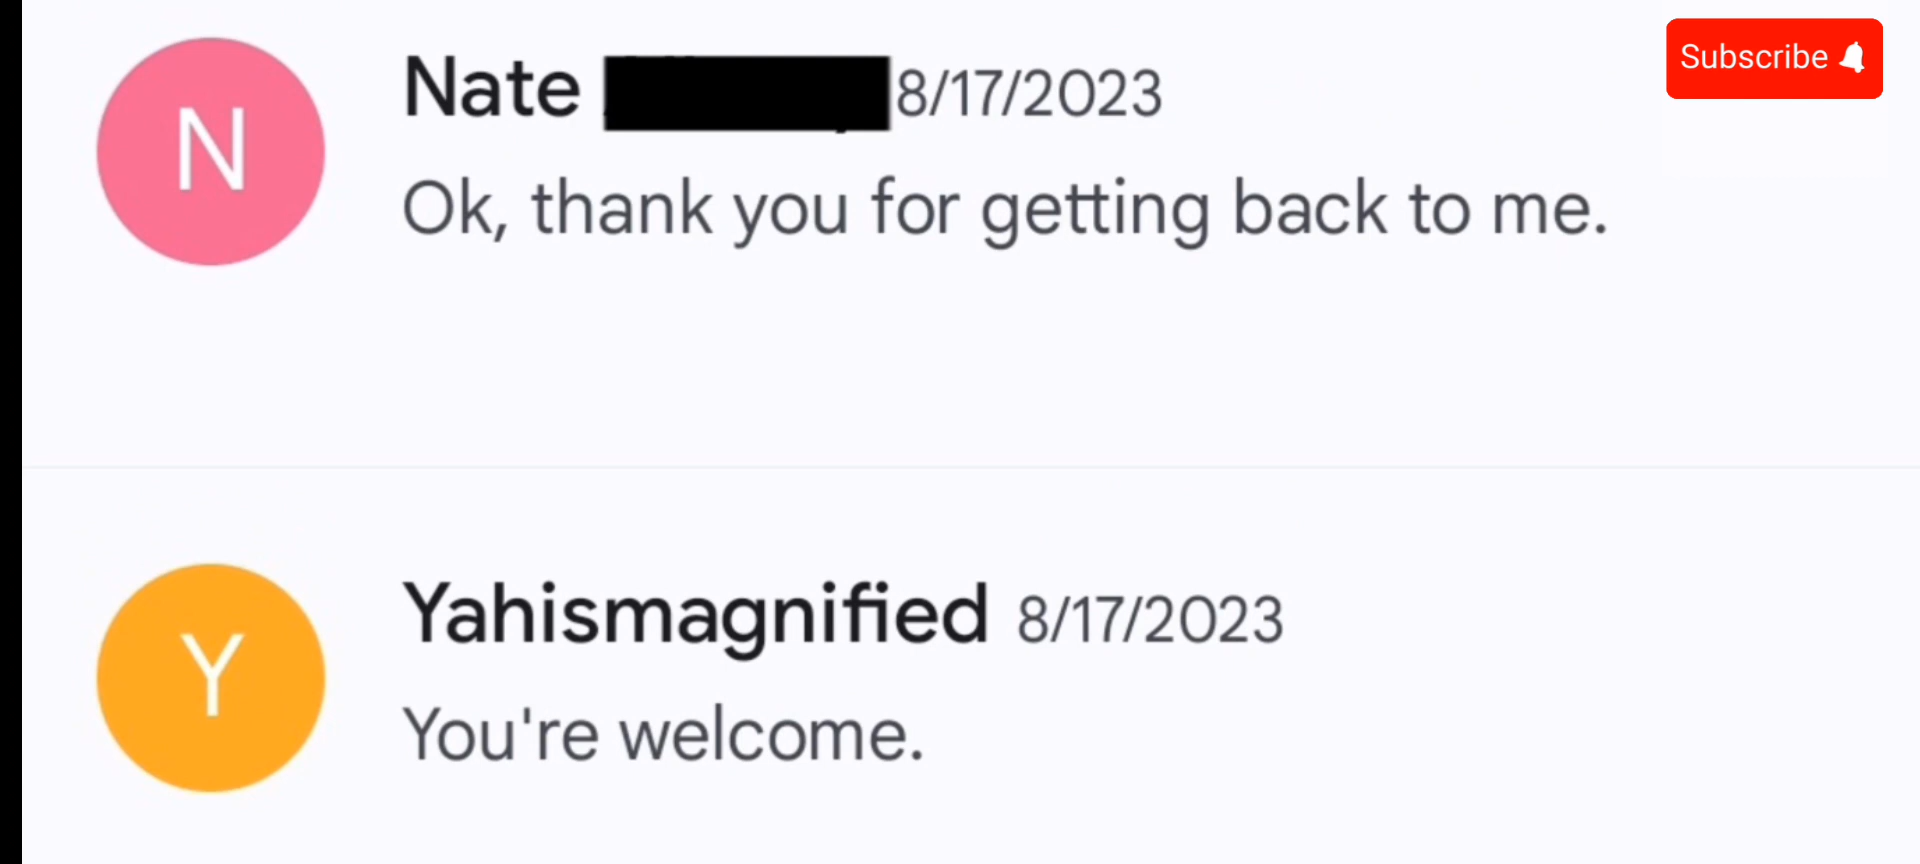 N
Nate 8/17/2023
Subscribe
Ok, thank you for getting back to me.
Y
Yahismagnified 8/17/2023
You're welcome.